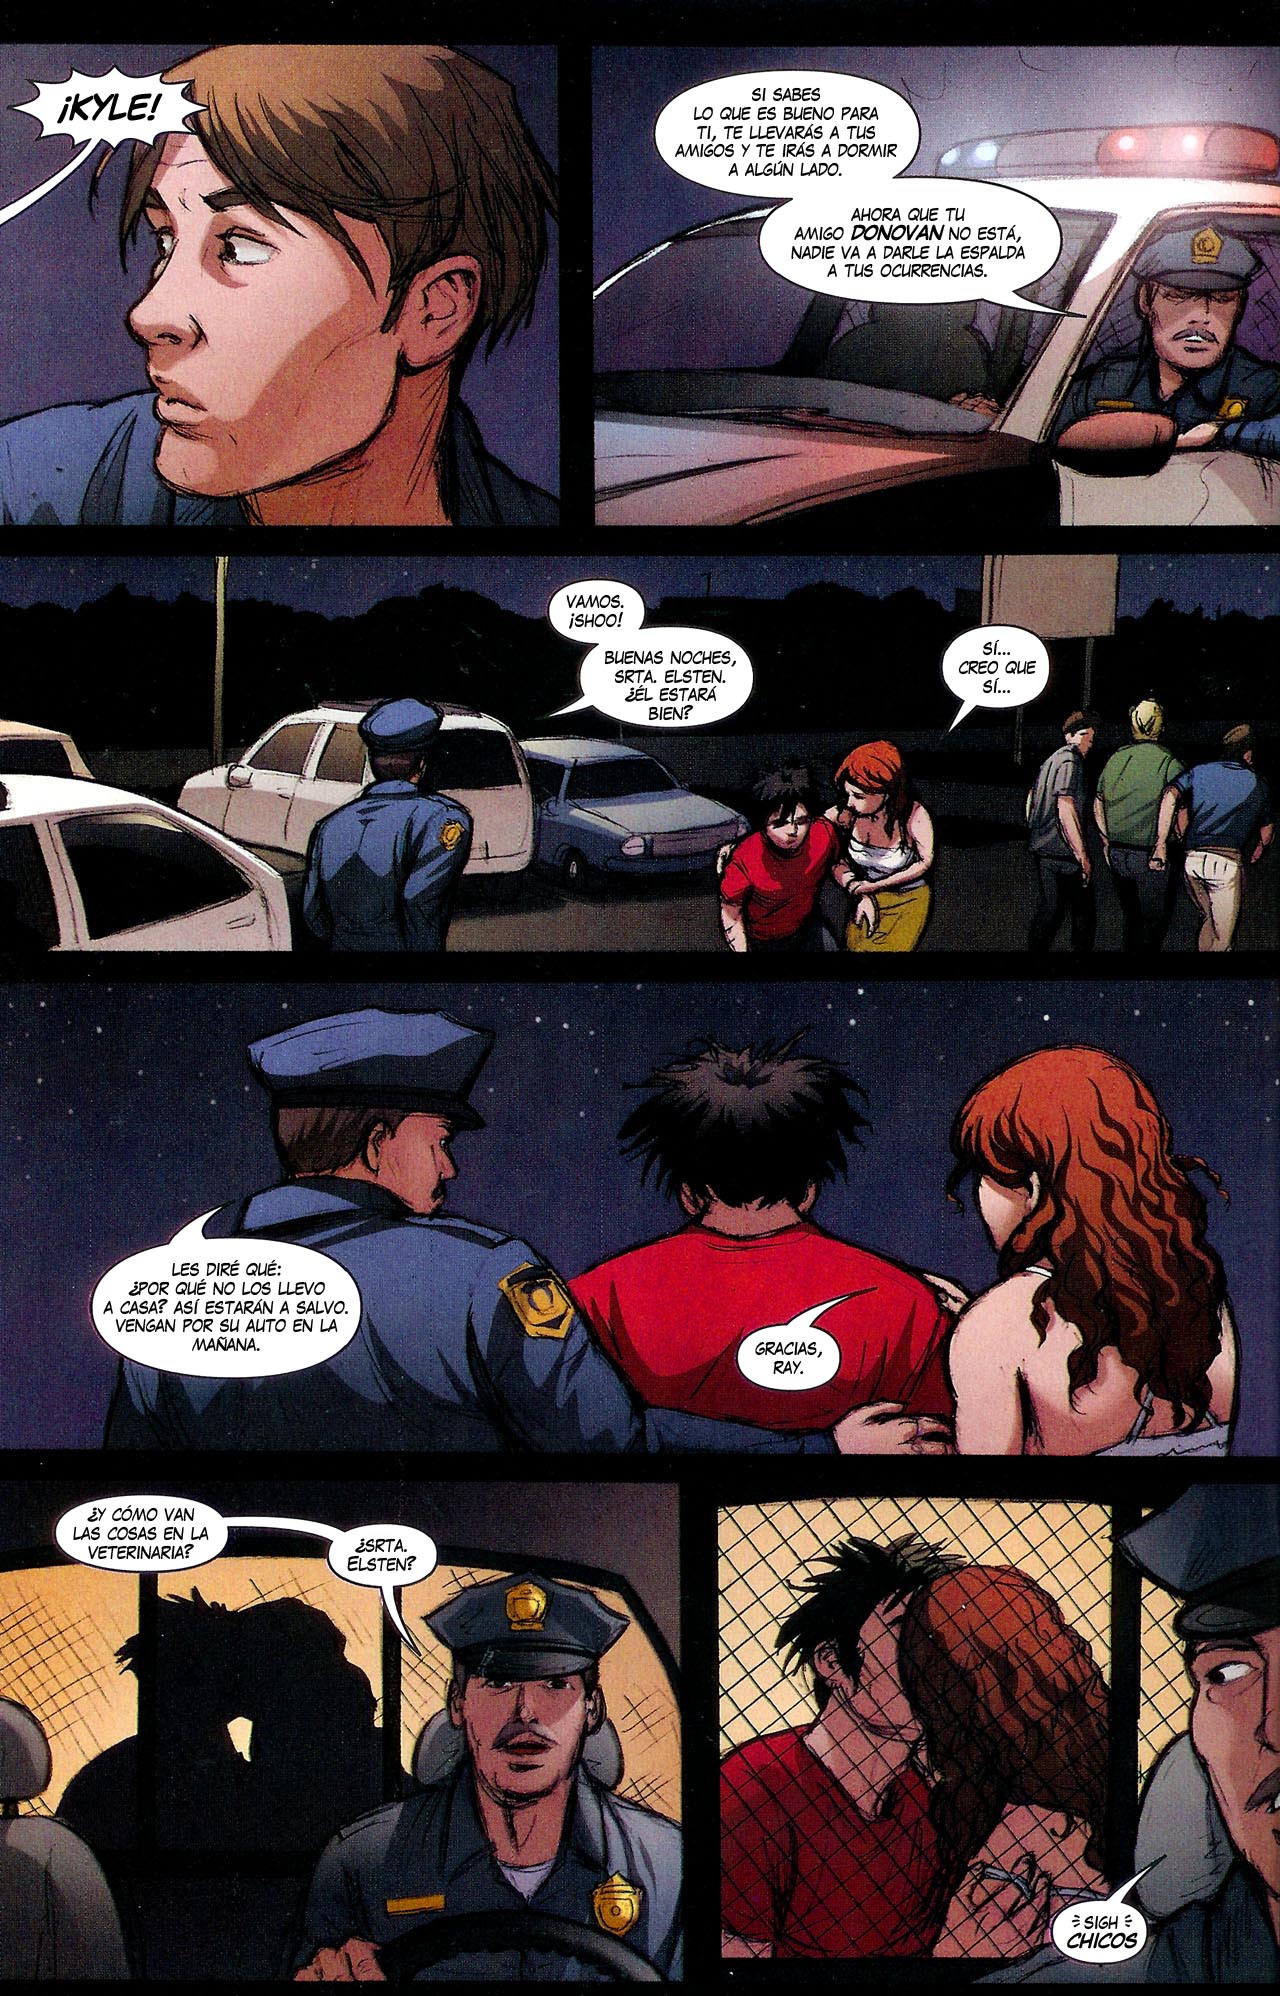 ¡KYLE!
SI SABES
LO QUE ES BUENO PARA
TI, TE LLEVARÁS A TUS
AMIGOS Y TE IRÁS A DORMIR
A ALGÚN LADO.
AHORA QUE TU
AMIGO DONOVAN NO ESTÁ,
NADIE VA A DARLE LA ESPALDA
A TUS OCURRENCIAS.
VAMOS.
¡SHOO!
BUENAS NOCHES,
SRTA. ELSTEN.
¿ÉL ESTARÁ
BIEN?
SÍ...
CREO QUE
SÍ...
LES DIRÉ QUÉ:
¿POR QUÉ NO LOS LLEVO
A CASA? ASÍ ESTARÁN A SALVO.
VENGAN POR SU AUTO EN LA
MAÑANA.
GRACIAS,
RAY.
¿Y CÓMO VAN
LAS COSAS EN LA
VETERINARIA?
¿SRTA.
ELSTEN?
SIGH
CHICOS